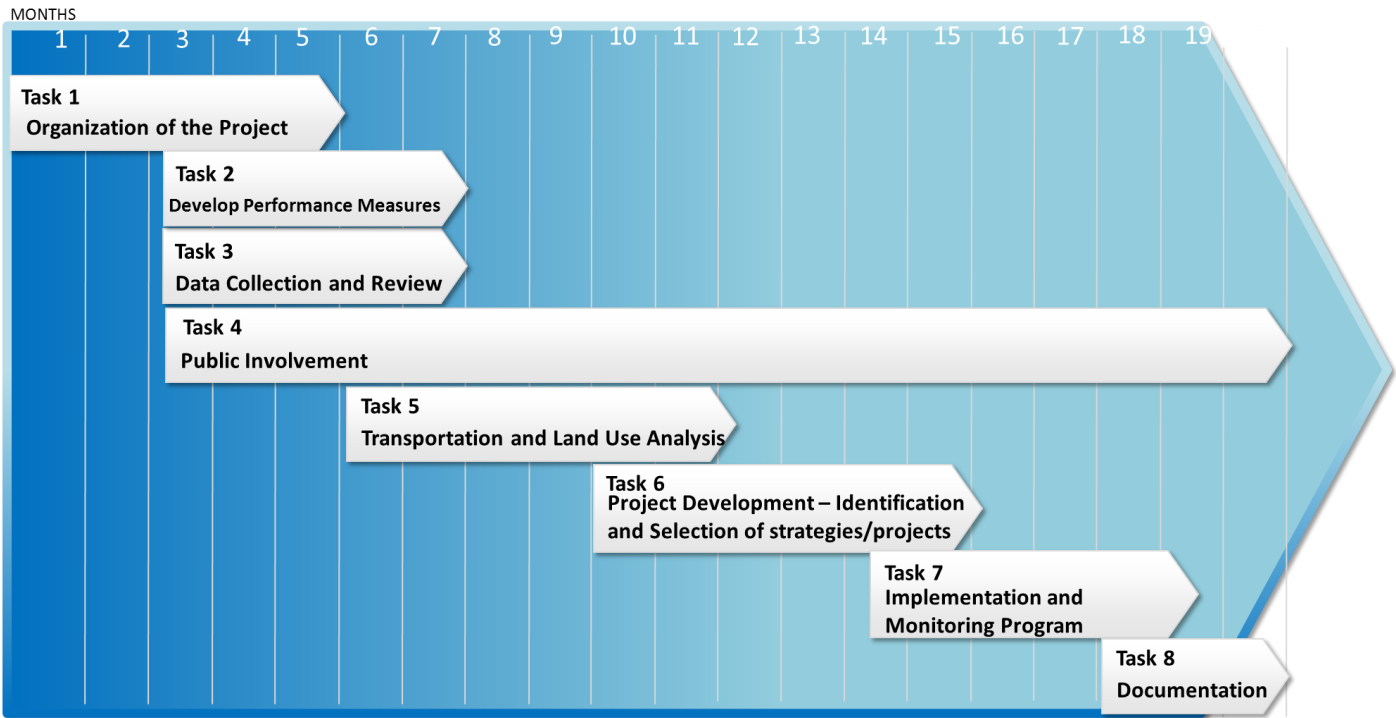 MONTHS
1 2 3 4 5 6 7 8 9 10 11 12 13 14 15 16 17 18 19
Task 1
Organization of the Project
Task 2
Develop Performance Measures
Task 3
Data Collection and Review
Task 4
Public Involvement
Task 5
Transportation and Land Use Analysis
Task 6
Project Development – Identification
and Selection of strategies/projects
Task 7
Implementation and
Monitoring Program
Task 8
Documentation